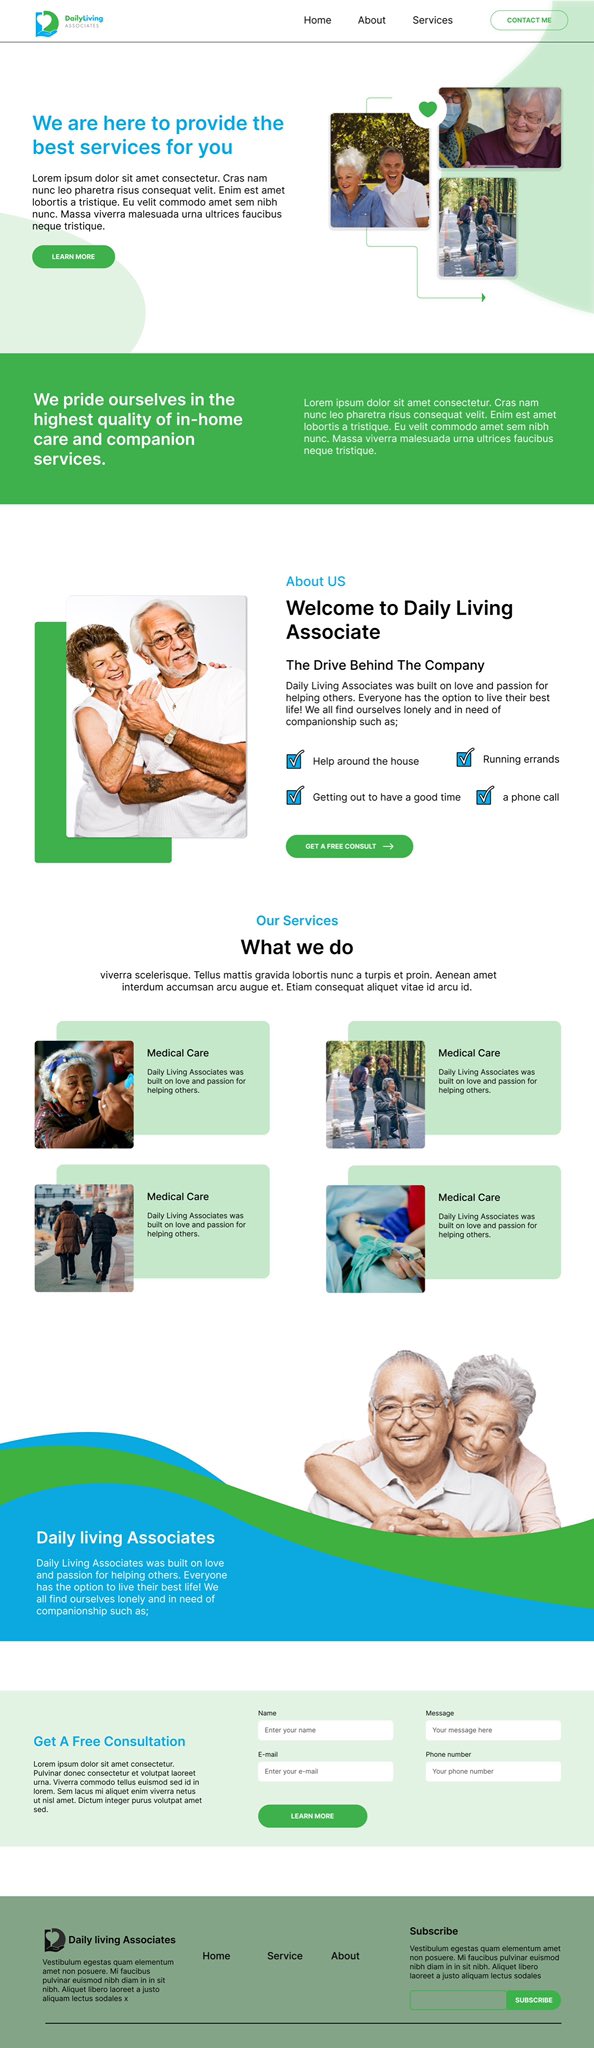 DailyLiving
ASSOCIATES
Home
About
Services
CONTACT ME
We are here to provide the
best services for you
Lorem ipsum dolor sit amet consectetur. Cras nam
nunc leo pharetra risus consequat velit. Enim est amet
lobortis a tristique. Eu velit commodo amet sem nibh
nunc. Massa viverra malesuada urna ultrices faucibus
neque tristique.
LEARN MORE
We pride ourselves in the
highest quality of in-home
care and companion
services.
Lorem ipsum dolor sit amet consectetur. Cras nam
nunc leo pharetra risus consequat velit. Enim est amet
lobortis a tristique. Eu velit commodo amet sem nibh
nunc. Massa viverra malesuada urna ultrices faucibus
neque tristique.
About US
Welcome to Daily Living
Associate
The Drive Behind The Company
Daily Living Associates was built on love and passion for
helping others. Everyone has the option to live their best
life! We all find ourselves lonely and in need of
companionship such as;
Help around the house
Running errands
Getting out to have a good time
a phone call
GET A FREE CONSULT
Our Services
What we do
viverra scelerisque. Tellus mattis gravida lobortis nunc a turpis et proin. Aenean amet
interdum accumsan arcu augue et. Etiam consequat aliquet vitae id arcu id.
Medical Care
Daily Living Associates was
built on love and passion for
helping others.
Medical Care
Daily Living Associates was
built on love and passion for
helping others.
Medical Care
Daily Living Associates was
built on love and passion for
helping others.
Medical Care
Daily Living Associates was
built on love and passion for
helping others.
Daily living Associates
Daily Living Associates was built on love
and passion for helping others. Everyone
has the option to live their best life! We
all find ourselves lonely and in need of
companionship such as;
Get A Free Consultation
Lorem ipsum dolor sit amet consectetur.
Pulvinar donec consectetur et volutpat laoreet
urna. Viverra commodo tellus euismod sed id in
lorem. Sem lacus mi aliquet enim viverra netus
ut nisl amet. Dictum integer purus volutpat amet
sed.
Name
Enter your name
Message
Your message here
E-mail
Enter your e-mail
Phone number
Your phone number
LEARN MORE
Daily living Associates
Vestibulum egestas quam elementum
amet non posuere. Mi faucibus
pulvinar euismod nibh diam in in sit
nibh. Aliquet libero laoreet a justo
aliquam lectus sodales x
Home
Service
About
Subscribe
Vestibulum egestas quam elementum amet
non posuere. Mi faucibus pulvinar euismod
nibh diam in in sit nibh. Aliquet libero
laoreet a justo aliquam lectus sodales
SUBSCRIBE